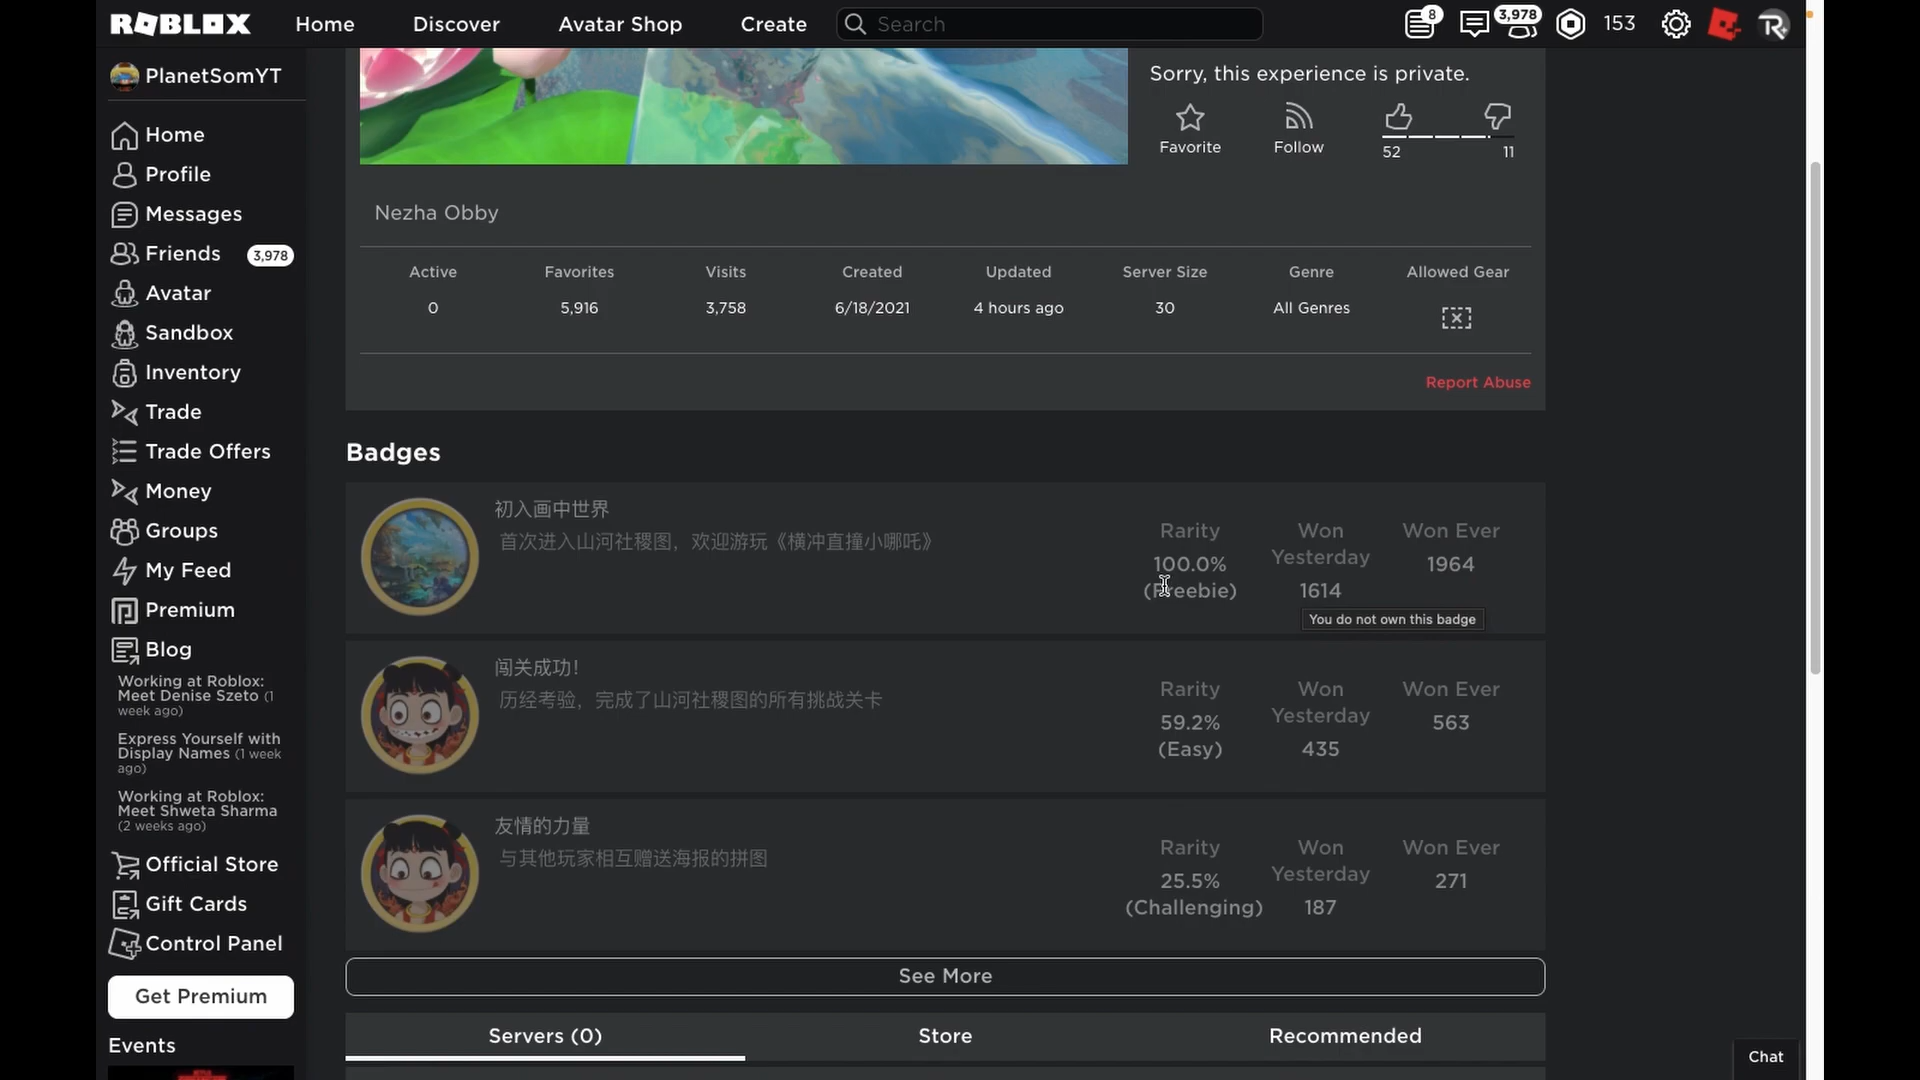 ROBLOX
Home
Discover
Avatar Shop
Create
Search
8
3,978
153
PlanetSomYT
Home
Profile
Messages
Friends
3,978
Avatar
Sandbox
Inventory
Trade
Trade Offers
Money
Groups
My Feed
Premium
Blog
Working at Roblox:
Meet Denise Szeto (1
week ago)
Express Yourself with
Display Names (1 week
ago)
Working at Roblox:
Meet Shweta Sharma
(2 weeks ago)
Official Store
Gift Cards
Control Panel
Get Premium
Events
Sorry, this experience is private.
Favorite
Follow
52
11
Nezha Obby
Active
Favorites
Visits
Created
Updated
Server Size
Genre
Allowed Gear
0
5,916
3,758
6/18/2021
4 hours ago
30
All Genres
Report Abuse
Badges
初入画中世界
首次进入山河社稷图，欢迎游玩《横冲直撞小哪吒》
Rarity
100.0%
(Freebie)
Won
Yesterday
1614
Won Ever
1964
You do not own this badge
闯关成功！
历经考验，完成了山河社稷图的所有挑战关卡
Rarity
59.2%
(Easy)
Won
Yesterday
435
Won Ever
563
友情的力量
与其他玩家相互赠送海报的拼图
Rarity
25.5%
(Challenging)
Won
Yesterday
187
Won Ever
271
See More
Servers (0)
Store
Recommended
Chat